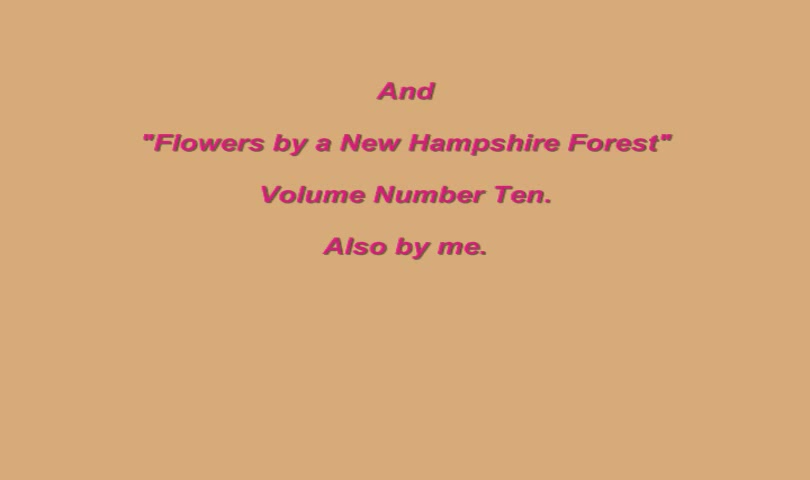 And
"Flowers by a New Hampshire Forest"
Volume Number Ten.
Also by me.